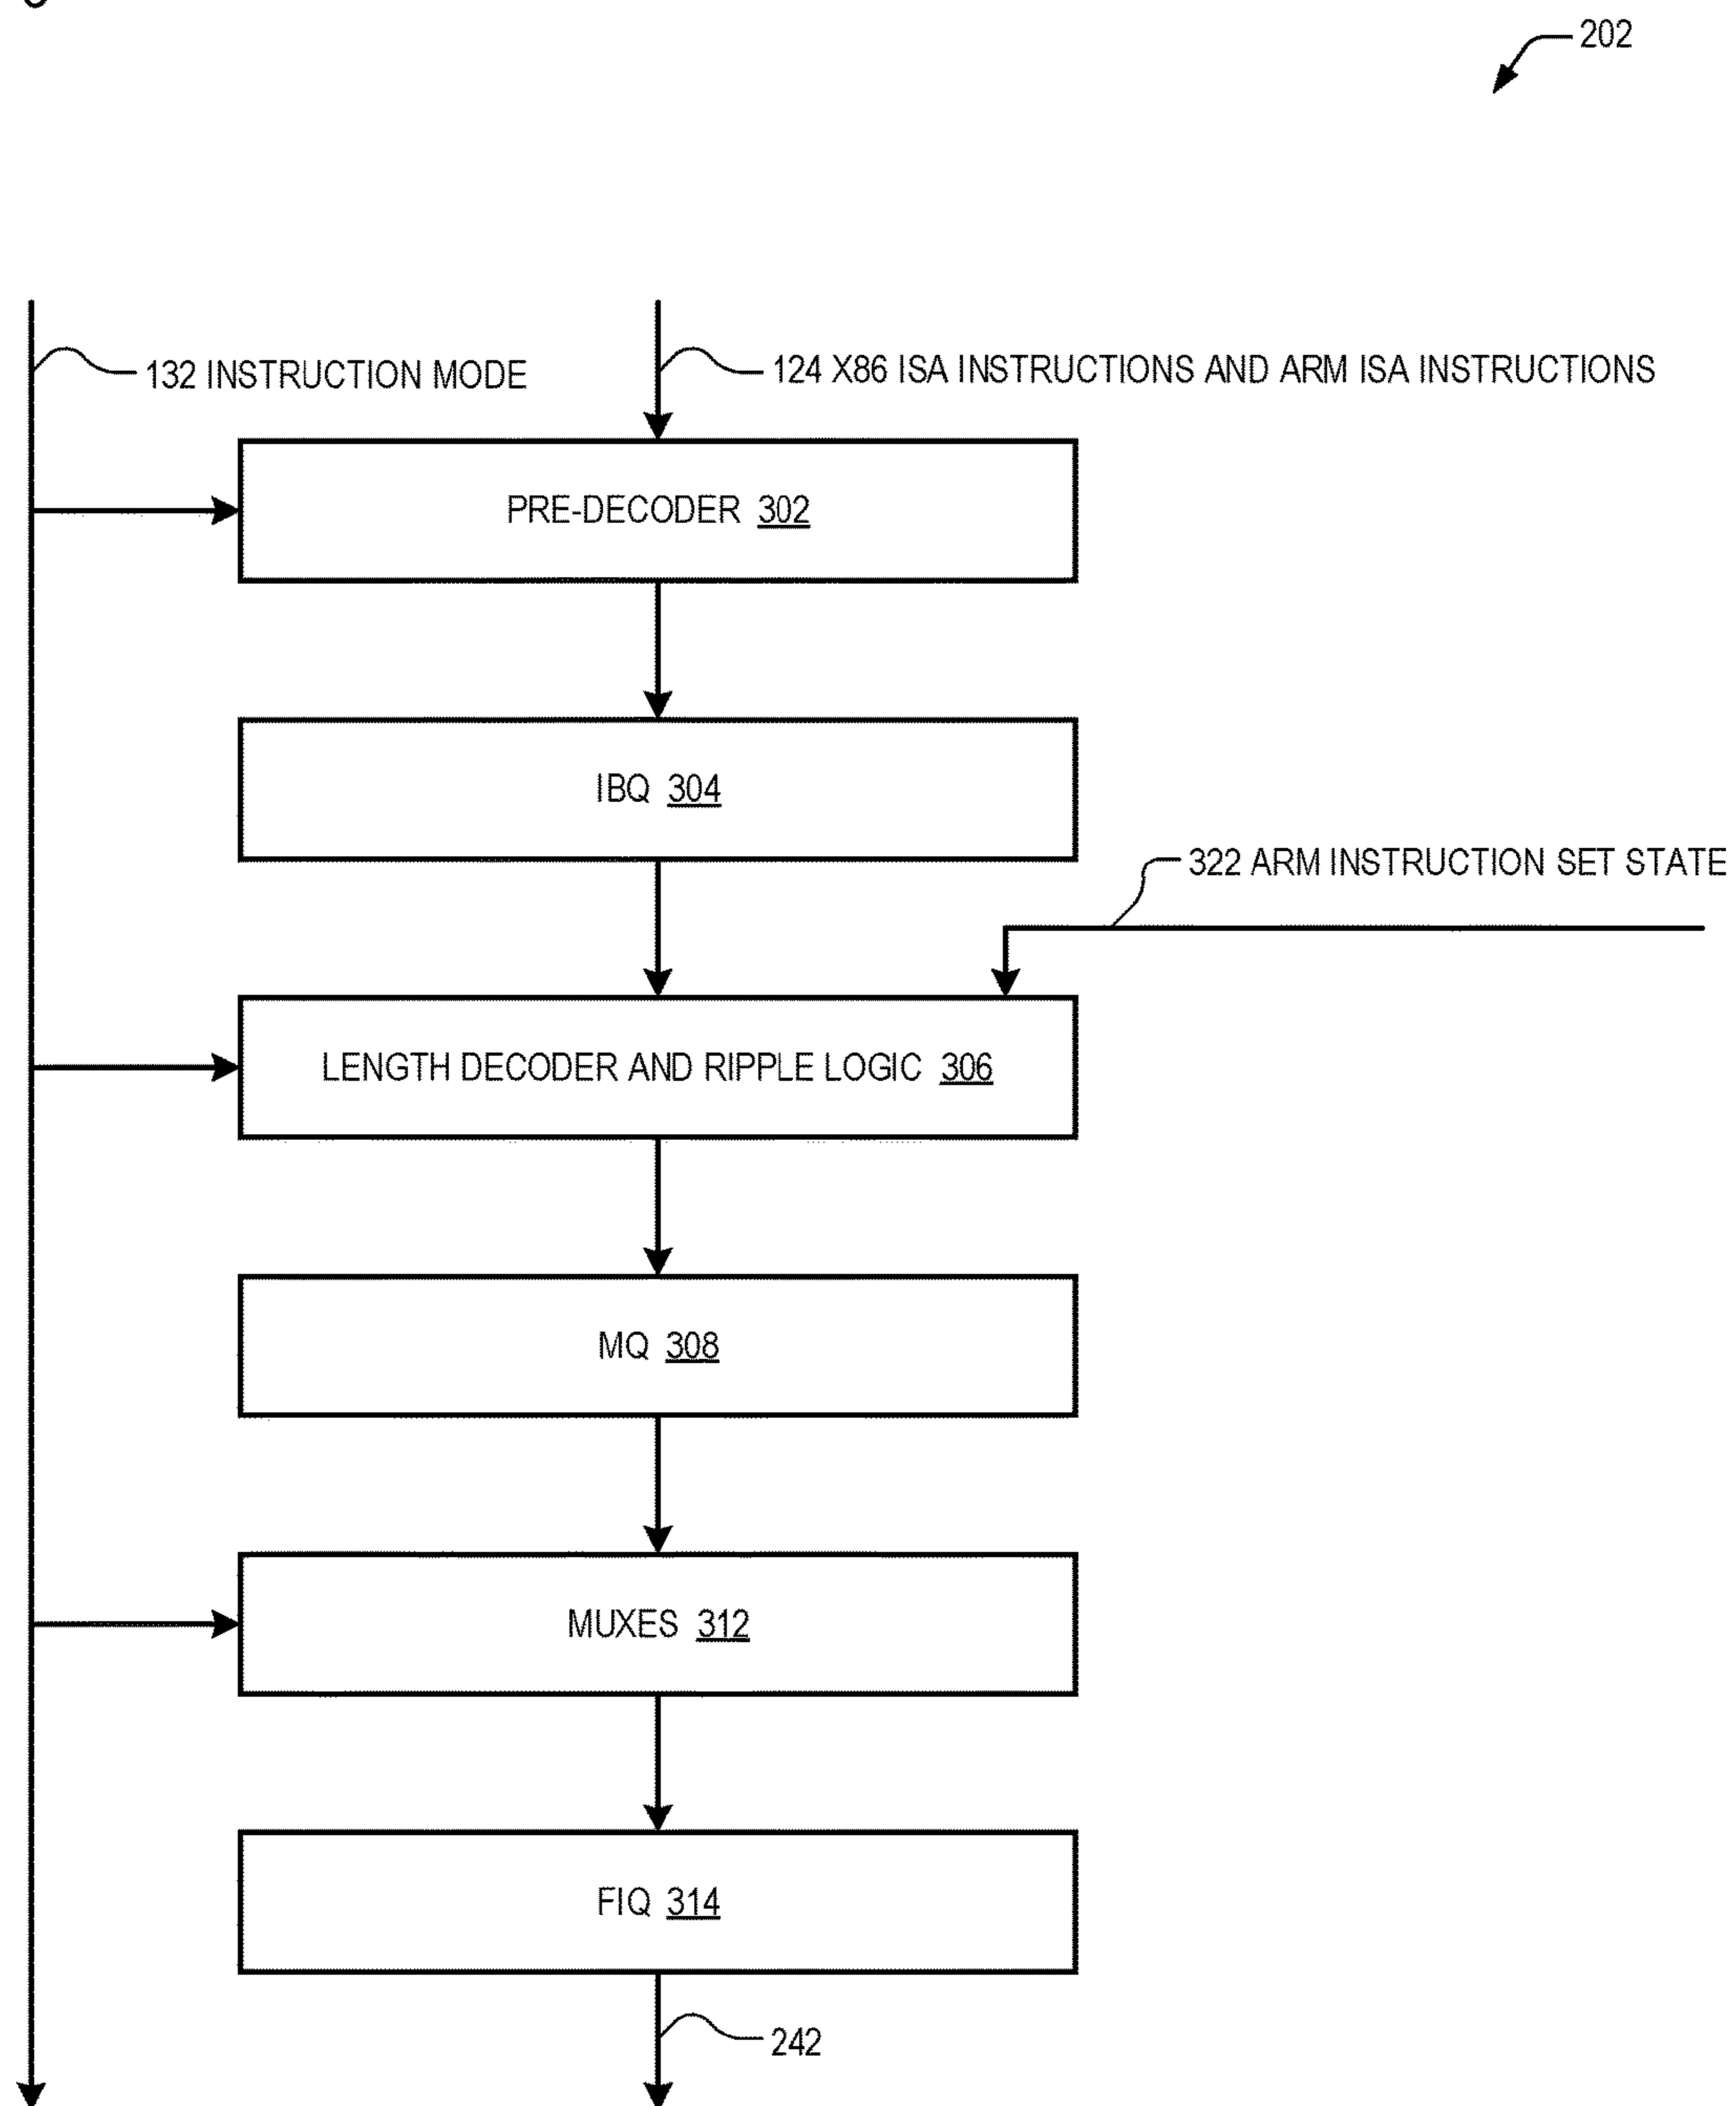 202
132 INSTRUCTION MODE
124 X86 ISA INSTRUCTIONS AND ARM ISA INSTRUCTIONS
PRE-DECODER 302
IBQ 304
322 ARM INSTRUCTION SET STATE
LENGTH DECODER AND RIPPLE LOGIC 306
MQ 308
MUXES 312
FIQ 314
242